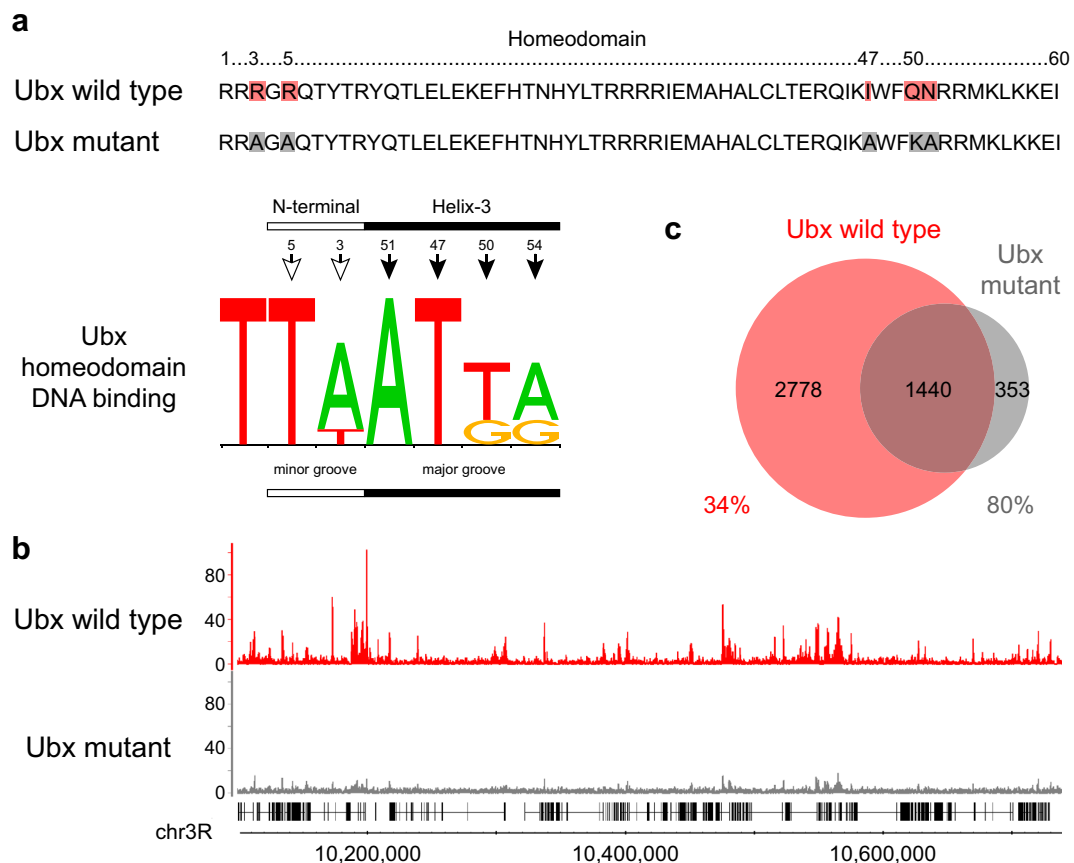 a
Homeodomain
1...3....5..............................................................................47....50....................60
Ubx wild type RRRGRQTYTRYQTLELEKEFHTNHYLTRRRRIEMAHALCLTERQIKIWFQNRRMKLKKEI
Ubx mutant RRAGAQTYTRYQTLELEKEFHTNHYLTRRRRIEMAHALCLTERQIKAWFKARRMKLKKEI
N-terminal Helix-3
5 3 51 47 50 54
Ubx
homeodomain
DNA binding
T T A T A T T G A G
minor groove major groove
c
Ubx wild type
Ubx
mutant
2778 1440 353
34% 80%
b
Ubx wild type
80
40
0
Ubx mutant
80
40
0
chr3R
10,200,000 10,400,000 10,600,000